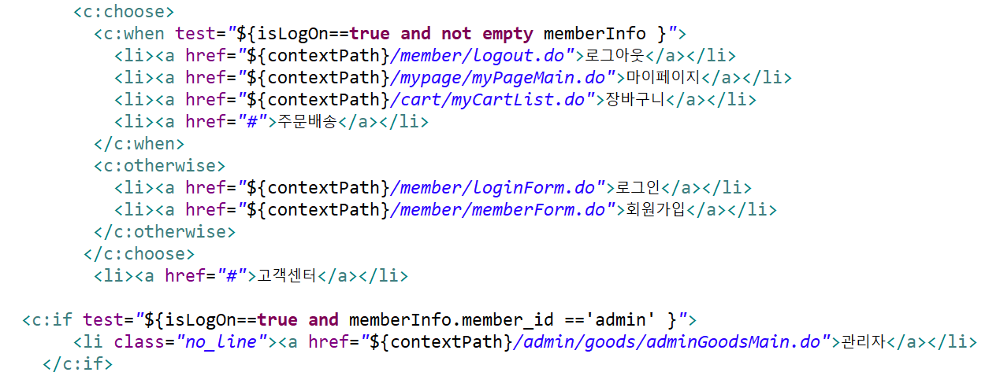 <c:choose>
<c:when test="${isLogOn==true and not empty memberInfo }">
<li><a href="${contextPath}/member/logout.do">로그아웃</a></li>
<li><a href="${contextPath}/mypage/myPageMain.do">마이페이지</a></li>
<li><a href="${contextPath}/cart/myCartList.do">장바구니</a></li>
<li><a href="#">주문배송</a></li>
</c:when>
<c:otherwise>
<li><a href="${contextPath}/member/loginForm.do">로그인</a></li>
<li><a href="${contextPath}/member/memberForm.do">회원가입</a></li>
</c:otherwise>
</c:choose>
<li><a href="#">고객센터</a></li>
<c:if test="${isLogOn==true and memberInfo.member_id =='admin' }">
<li class="no_line"><a href="${contextPath}/admin/goods/adminGoodsMain.do">관리자</a></li>
</c:if>